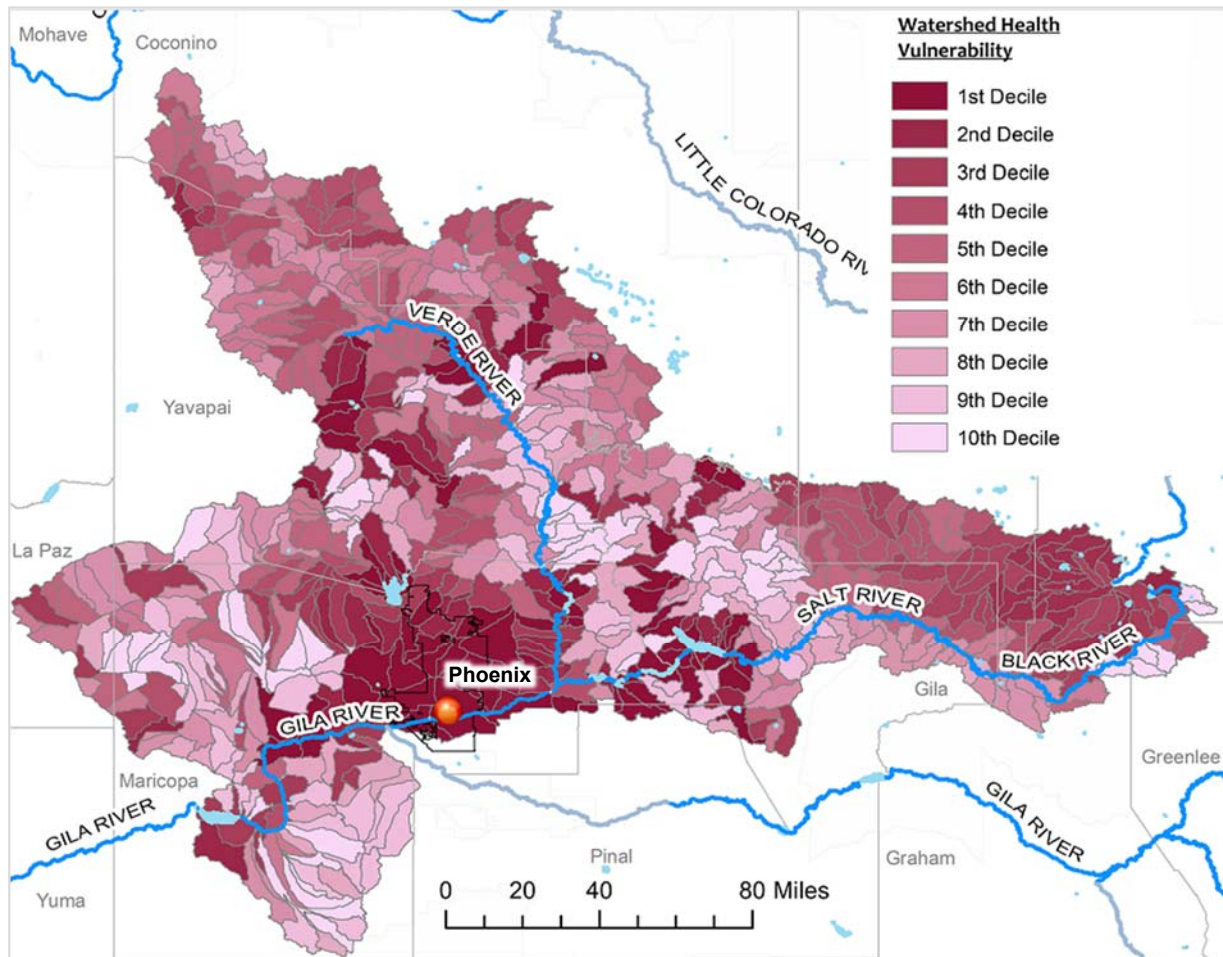 Mohave
Coconino
Watershed Health
Vulnerability
1st Decile
2nd Decile
3rd Decile
4th Decile
5th Decile
6th Decile
7th Decile
8th Decile
9th Decile
10th Decile
LITTLE COLORADO RIV
VERDE RIVER
Yavapai
La Paz
SALT RIVER
BLACK RIVER
Phoenix
Gila
GILA RIVER
Greenlee
Maricopa
GILA RIVER
GILA RIVER
Pinal
Graham
Yuma
0 20 40 80 Miles